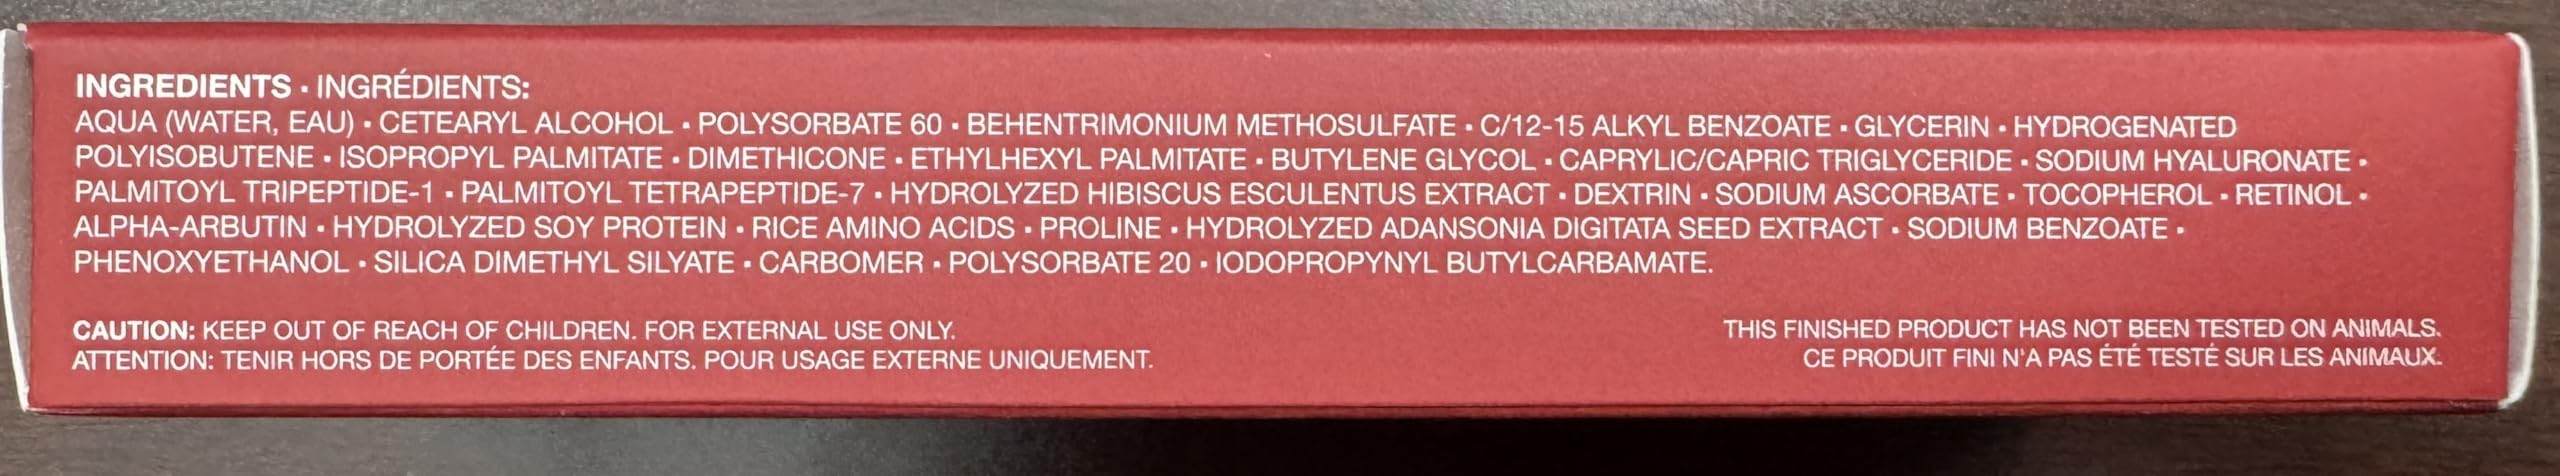 INGREDIENTS · INGRÉDIENTS:
AQUA (WATER, EAU) · CETEARYL ALCOHOL · POLYSORBATE 60 · BEHENTRIMONIUM METHOSULFATE · C/12-15 ALKYL BENZOATE · GLYCERIN · HYDROGENATED
POLYISOBUTENE · ISOPROPYL PALMITATE · DIMETHICONE · ETHYLHEXYL PALMITATE · BUTYLENE GLYCOL · CAPRYLIC/CAPRIC TRIGLYCERIDE · SODIUM HYALURONATE ·
PALMITOYL TRIPEPTIDE-1 · PALMITOYL TETRAPEPTIDE-7 · HYDROLYZED HIBISCUS ESCULENTUS EXTRACT · DEXTRIN · SODIUM ASCORBATE · TOCOPHEROL · RETINOL ·
ALPHA-ARBUTIN · HYDROLYZED SOY PROTEIN · RICE AMINO ACIDS · PROLINE · HYDROLYZED ADANSONIA DIGITATA SEED EXTRACT · SODIUM BENZOATE ·
PHENOXYETHANOL · SILICA DIMETHYL SILYATE · CARBOMER · POLYSORBATE 20 · IODOPROPYNYL BUTYLCARBAMATE.
CAUTION: KEEP OUT OF REACH OF CHILDREN. FOR EXTERNAL USE ONLY.
ATTENTION: TENIR HORS DE PORTÉE DES ENFANTS. POUR USAGE EXTERNE UNIQUEMENT.
THIS FINISHED PRODUCT HAS NOT BEEN TESTED ON ANIMALS.
CE PRODUIT FINI N'A PAS ÉTÉ TESTÉ SUR LES ANIMAUX.